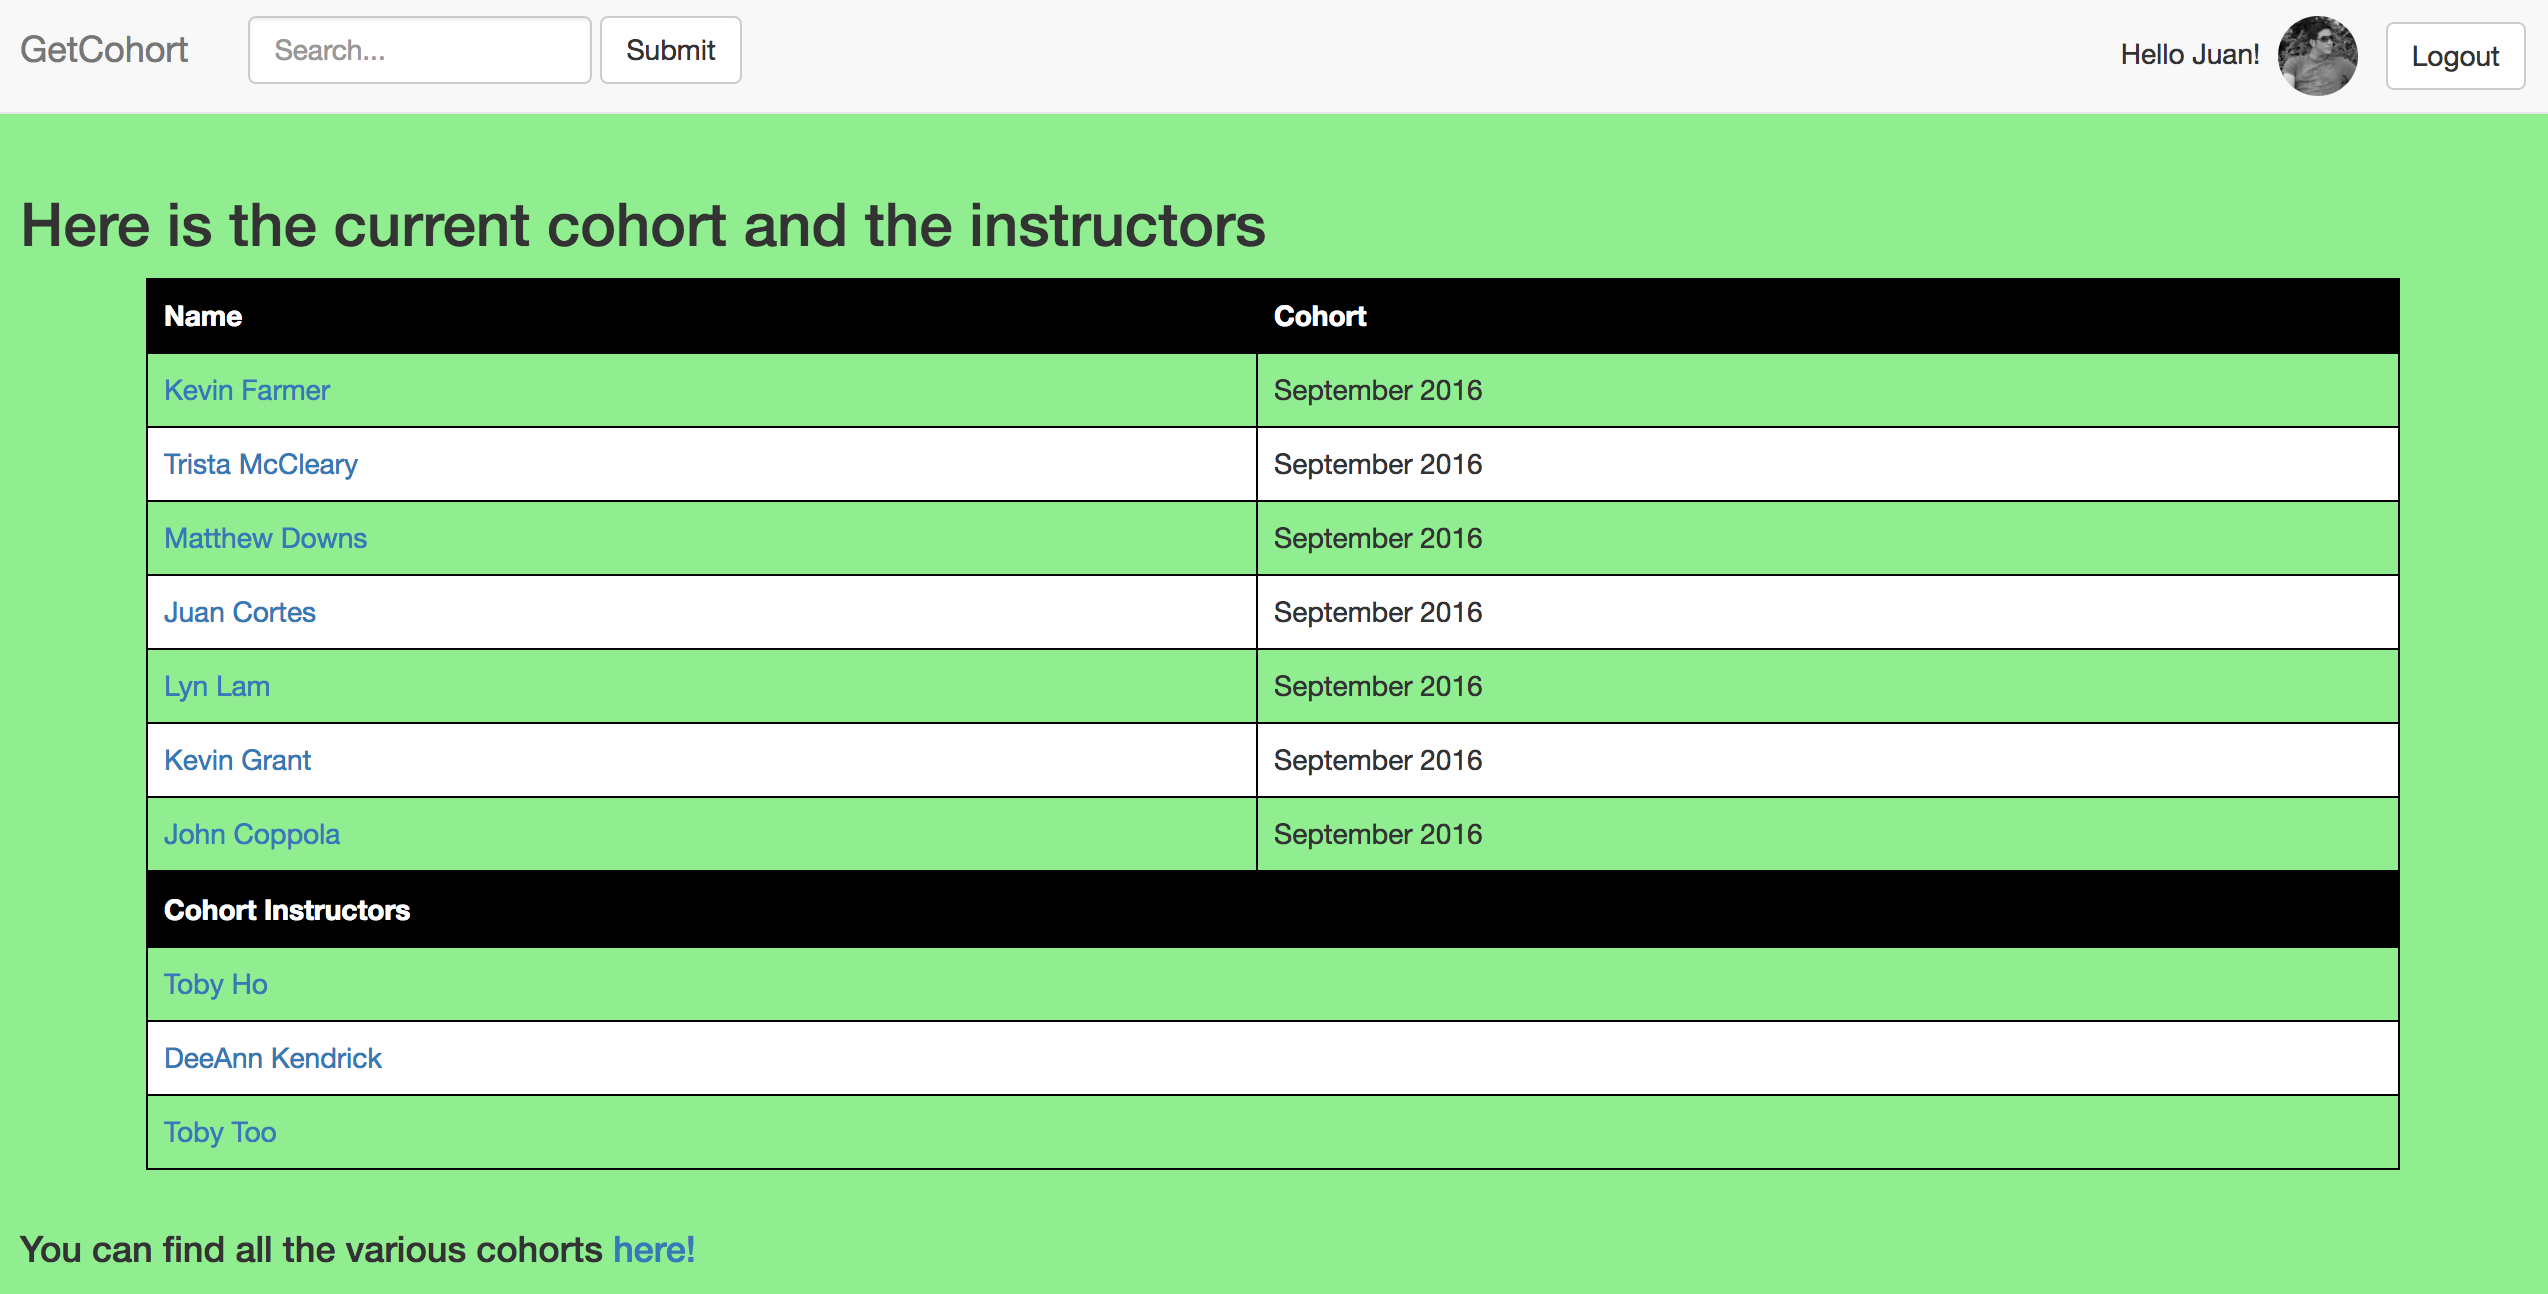 GetCohort Search... Submit Hello Juan! Logout
Here is the current cohort and the instructors
Name Cohort
Kevin Farmer September 2016
Trista McCleary September 2016
Matthew Downs September 2016
Juan Cortes September 2016
Lyn Lam September 2016
Kevin Grant September 2016
John Coppola September 2016
Cohort Instructors
Toby Ho
DeeAnn Kendrick
Toby Too
You can find all the various cohorts here!